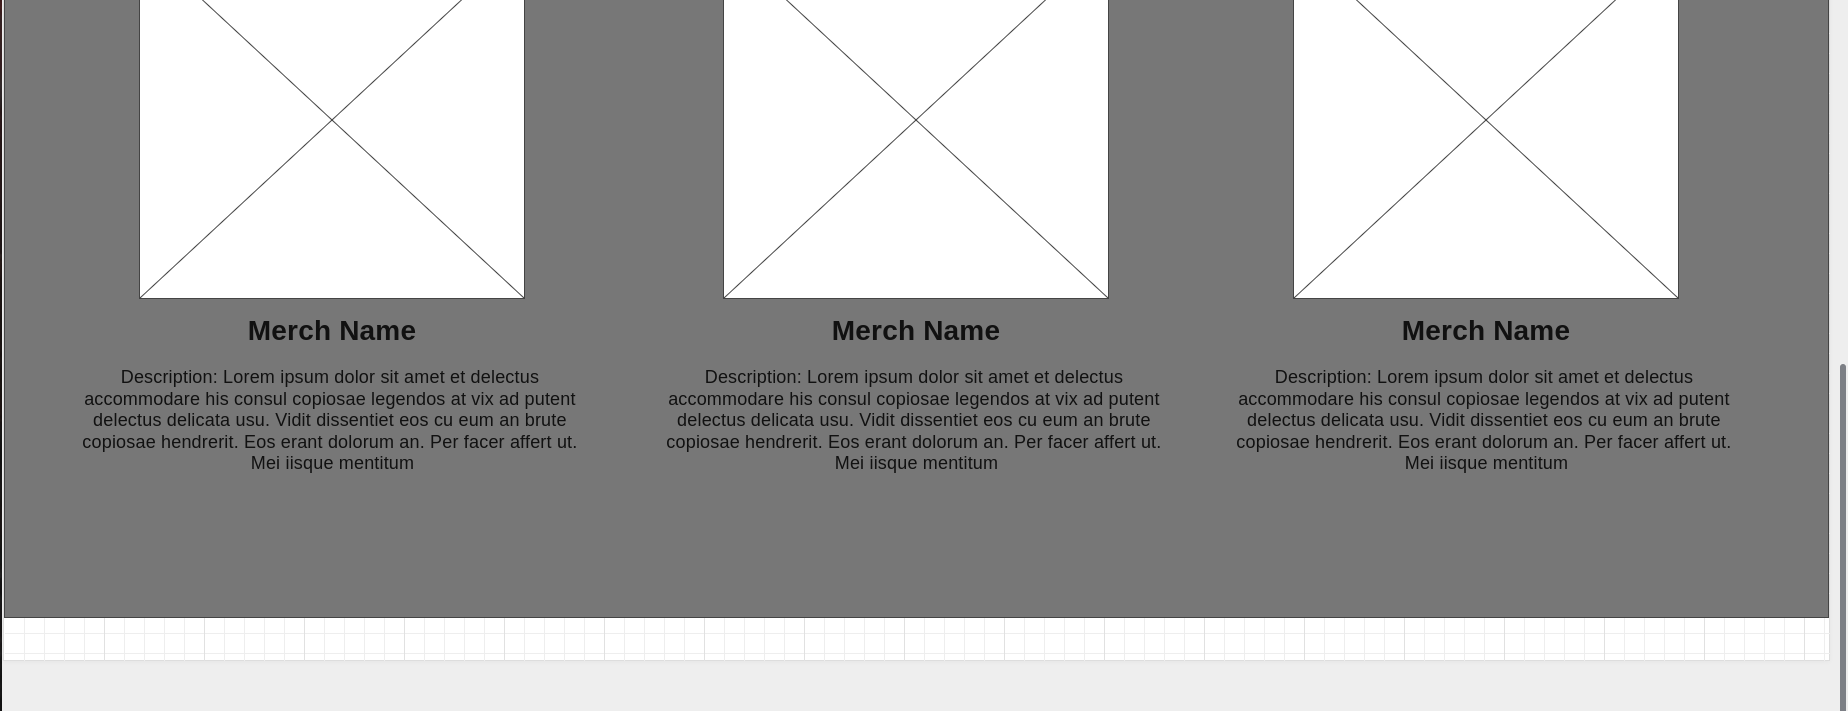 Merch Name
Description: Lorem ipsum dolor sit amet et delectus
accommodare his consul copiosae legendos at vix ad putent
delectus delicata usu. Vidit dissentiet eos cu eum an brute
copiosae hendrerit. Eos erant dolorum an. Per facer affert ut.
Mei iisque mentitum
Merch Name
Description: Lorem ipsum dolor sit amet et delectus
accommodare his consul copiosae legendos at vix ad putent
delectus delicata usu. Vidit dissentiet eos cu eum an brute
copiosae hendrerit. Eos erant dolorum an. Per facer affert ut.
Mei iisque mentitum
Merch Name
Description: Lorem ipsum dolor sit amet et delectus
accommodare his consul copiosae legendos at vix ad putent
delectus delicata usu. Vidit dissentiet eos cu eum an brute
copiosae hendrerit. Eos erant dolorum an. Per facer affert ut.
Mei iisque mentitum